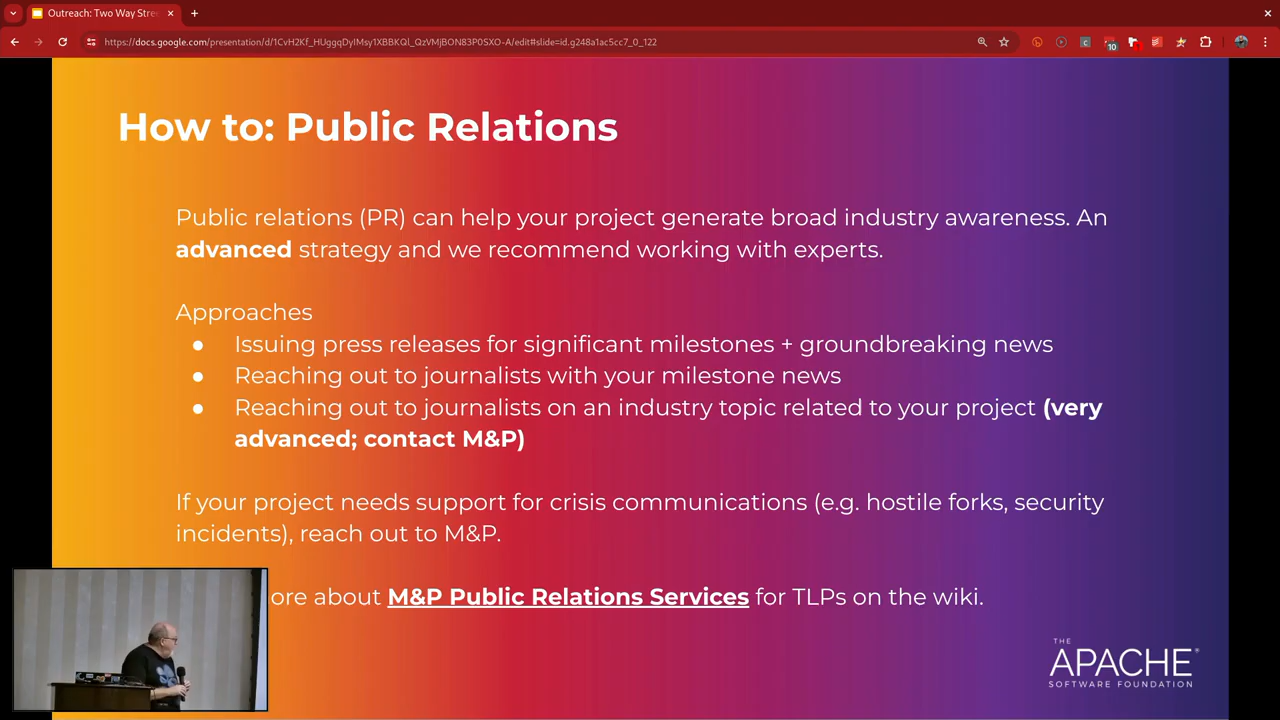 Outreach: Two Way Stre
https://docs.google.com/presentation/d/1CvH2Kf_HUggqDyIMsy1XBBKQl_QzVMjBON83P0SXO-A/edit#slide=id.g248a1ac5cc7_0_122
10
How to: Public Relations
Public relations (PR) can help your project generate broad industry awareness. An
advanced strategy and we recommend working with experts.
Approaches
● Issuing press releases for significant milestones + groundbreaking news
● Reaching out to journalists with your milestone news
● Reaching out to journalists on an industry topic related to your project (very
advanced; contact M&P)
If your project needs support for crisis communications (e.g. hostile forks, security
incidents), reach out to M&P.
ore about M&P Public Relations Services for TLPs on the wiki.
THE
APACHE®
SOFTWARE FOUNDATION